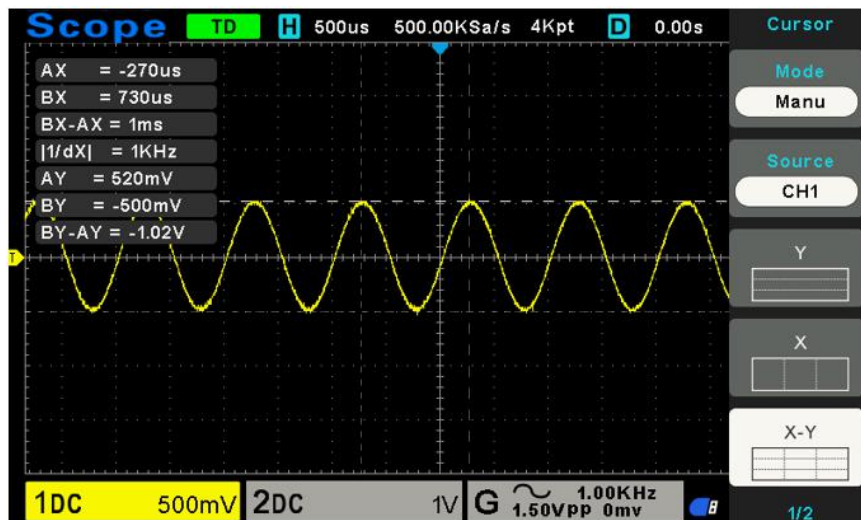 Scope TD H 500us 500.00KSa/s 4Kpt D 0.00s
Cursor
AX = -270us
BX = 730us
BX-AX = 1ms
|1/dX| = 1KHz
AY = 520mV
BY = -500mV
BY-AY = -1.02V
T
Mode
Manu
Source
CH1
Y
X
X-Y
1/2
1DC 500mV 2DC 1V G 1.00KHz
1.50Vpp 0mv